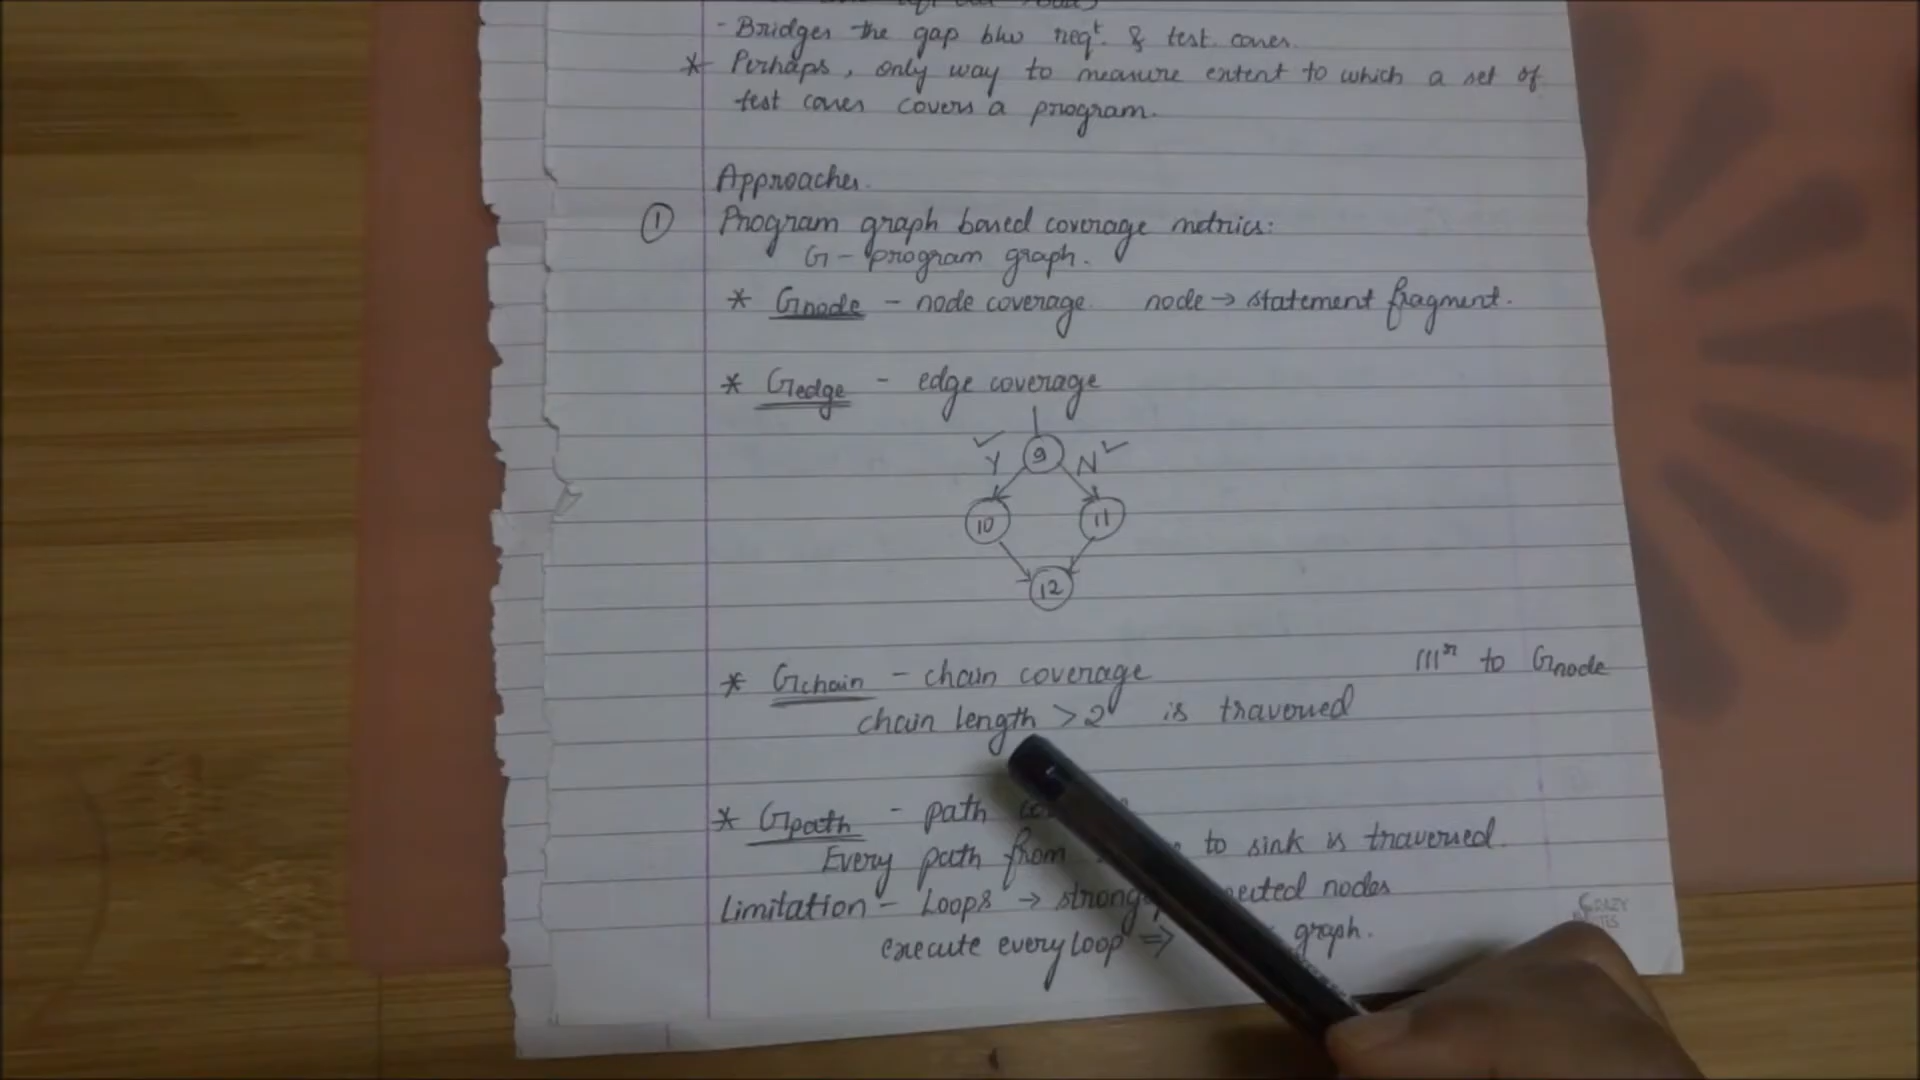 - Bridges the gap b/w reqt. & test cases.
* Perhaps, only way to measure extent to which a set of
test cases covers a program.
Approaches.
① Program graph based coverage metrics:
G - program graph.
* Gnode - node coverage. node → statement fragment.
* Gedge - edge coverage
✓ Y 9 N ✓
10 11
12
* Gchain - chain coverage lllr to Gnode
chain length > 2 is traversed
* Gpath - path
Every path from to sink is traversed.
Limitation - Loops → nodes
execute every loop ⇒ graph.
CRAZY